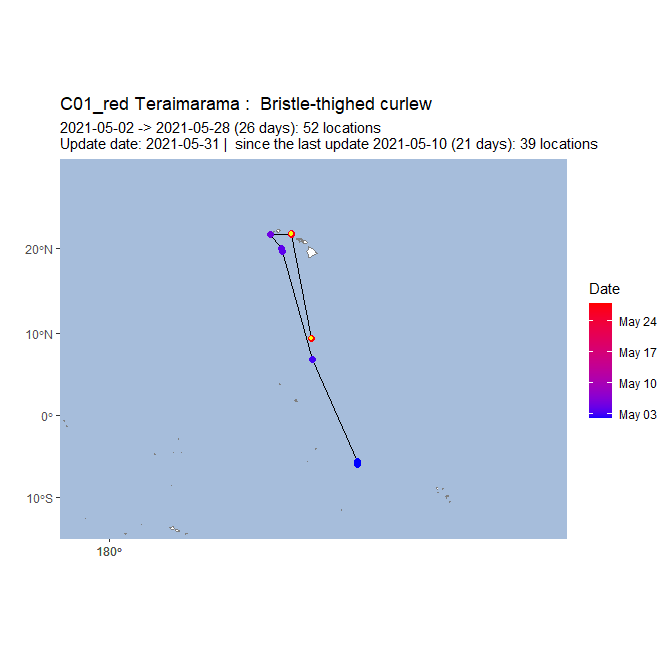 C01_red Teraimarama :  Bristle-thighed curlew
2021-05-02 -> 2021-05-28 (26 days): 52 locations
Update date: 2021-05-31 |  since the last update 2021-05-10 (21 days): 39 locations
20°N
10°N
0°
10°S
180°
Date
May 24
May 17
May 10
May 03